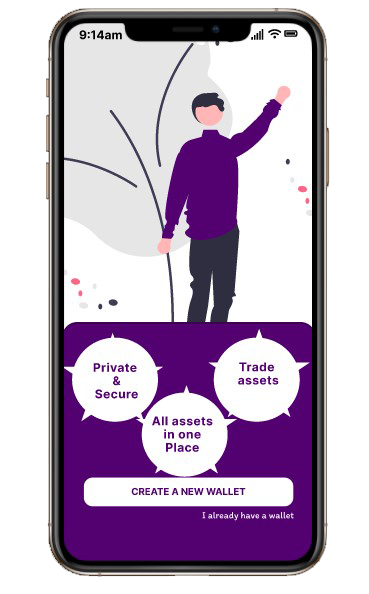 9:14am
Private
&
Secure
Trade
assets
All assets
in one
Place
CREATE A NEW WALLET
I already have a wallet